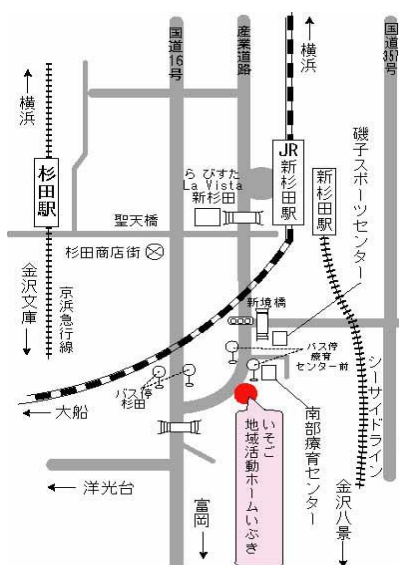 国道16号
産業道路
横浜
国道357号
横浜
杉田駅
らびすた
La Vista
新杉田
JR
新杉田駅
新杉田駅
磯子スポーツセンター
聖天橋
杉田商店街
金沢文庫
京浜急行線
新境橋
バス停
療育
センター前
バス停
杉田
シーサイドライン
大船
いそご
地域活動ホームいぶき
南部療育センター
洋光台
富岡
金沢八景